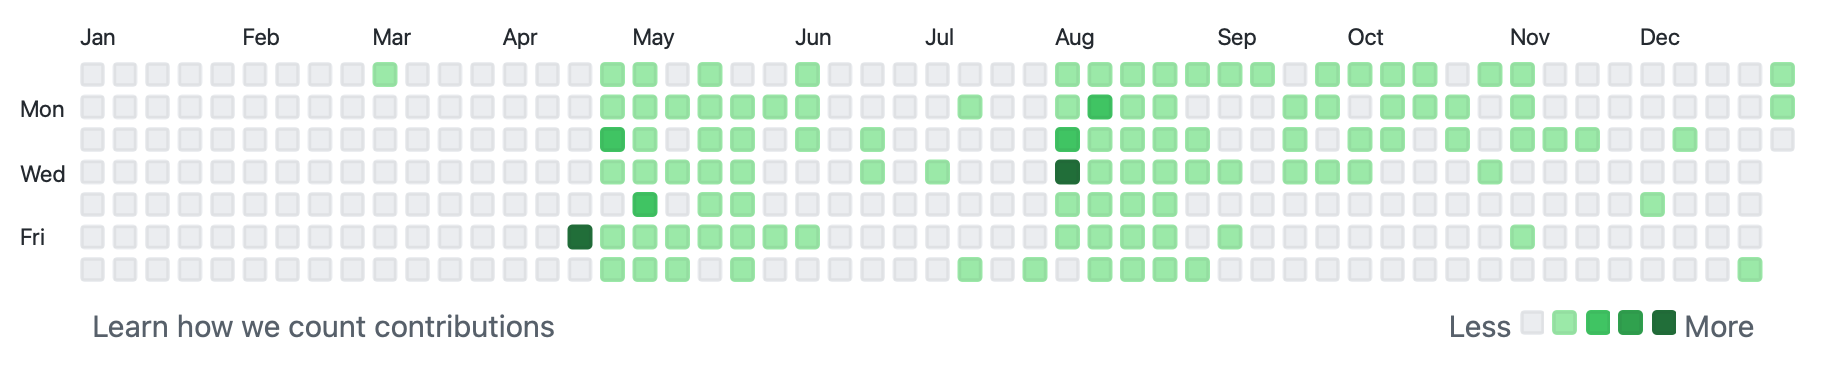 Jan Feb Mar Apr May Jun Jul Aug Sep Oct Nov Dec
Mon
Wed
Fri
Learn how we count contributions
Less More